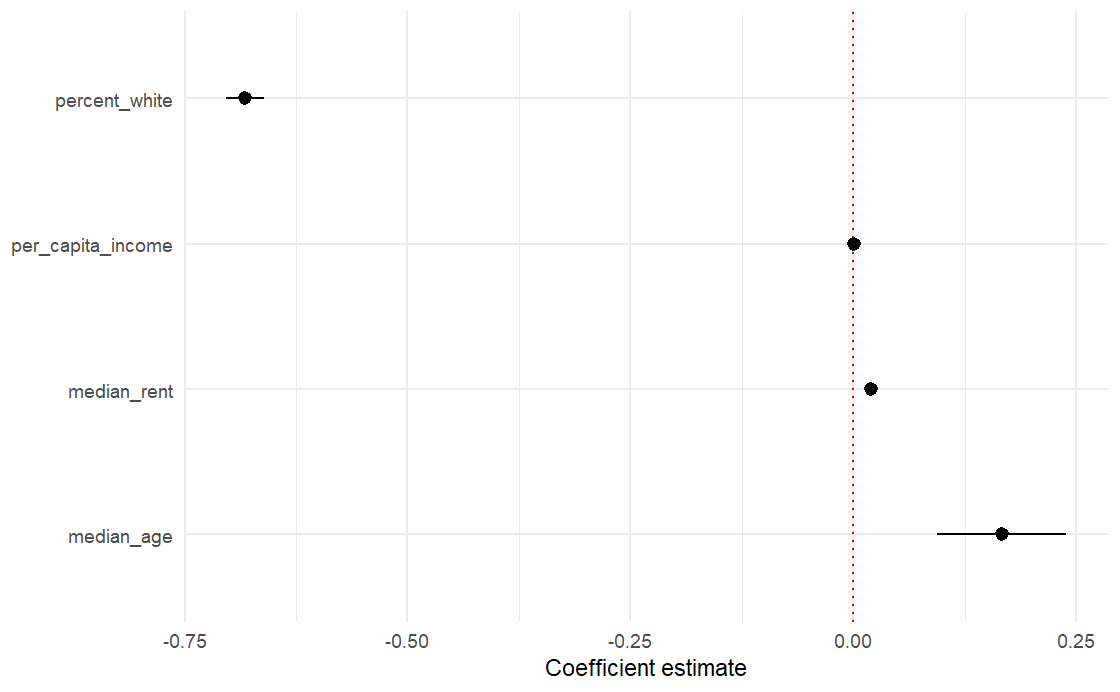 percent_white
per_capita_income
median_rent
median_age
-0.75 -0.50 -0.25 0.00 0.25
Coefficient estimate